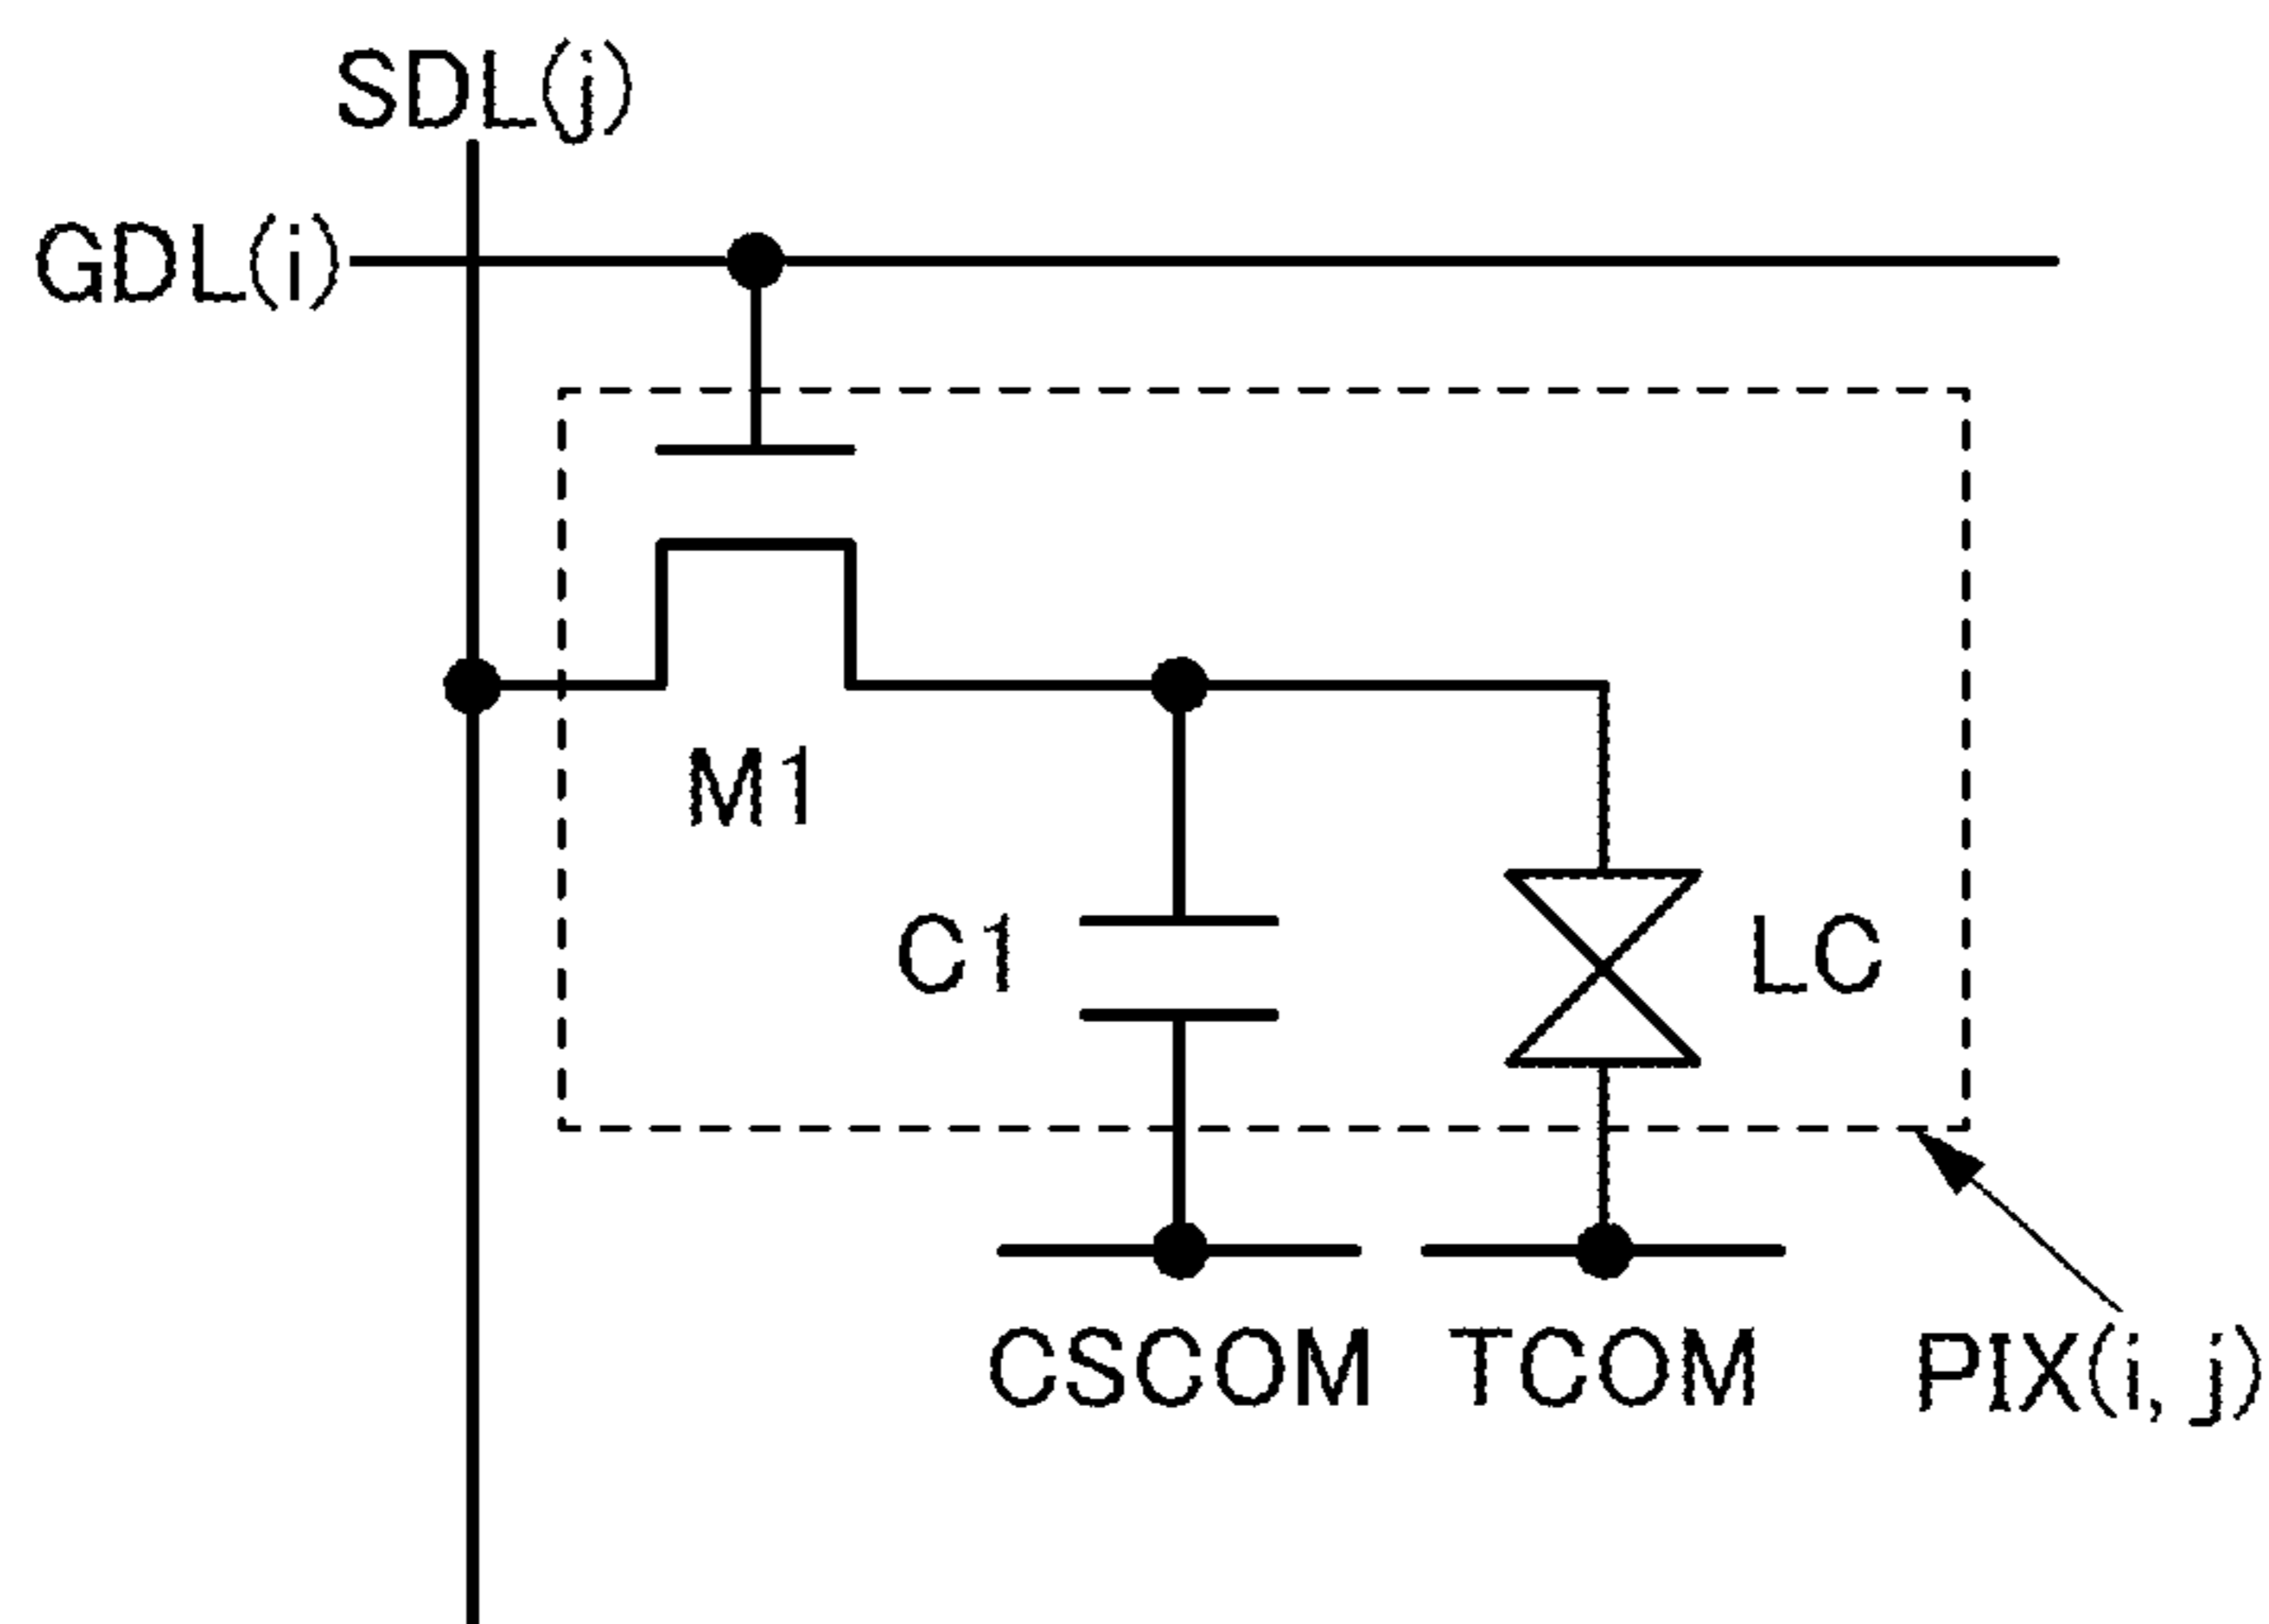 SDL(j)
GDL(i)
M1
C1
LC
CSCOM
TCOM
PIX(i, j)